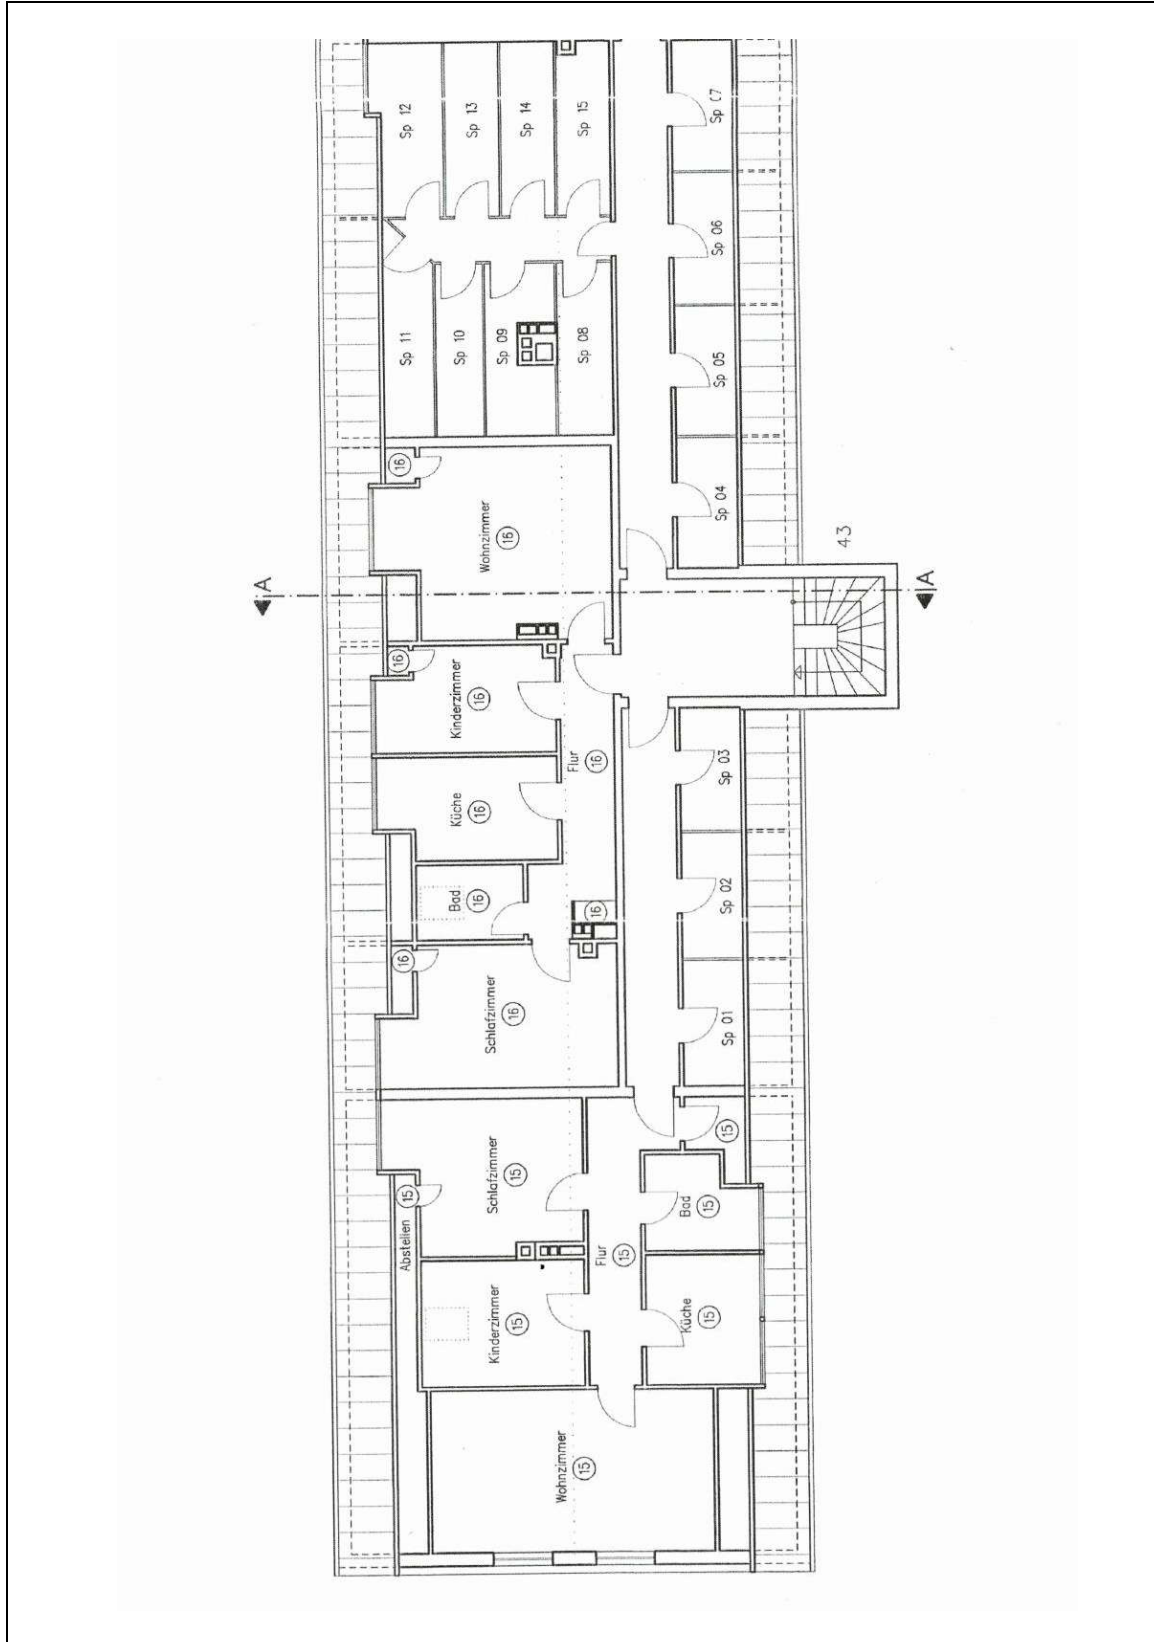 Sp 12
Sp 13
Sp 14
Sp 15
Sp 07
Sp 11
Sp 10
Sp 09
Sp 08
Sp 06
Sp 05
Sp 04
16
Wohnzimmer
16
43
A
A
16
Kinderzimmer
16
Küche
16
Flur
16
Bad
16
16
16
Schlafzimmer
16
Sp 03
Sp 02
Sp 01
Schlafzimmer
15
15
Abstellen
Kinderzimmer
15
Flur
15
Bad
15
15
Küche
15
Wohnzimmer
15